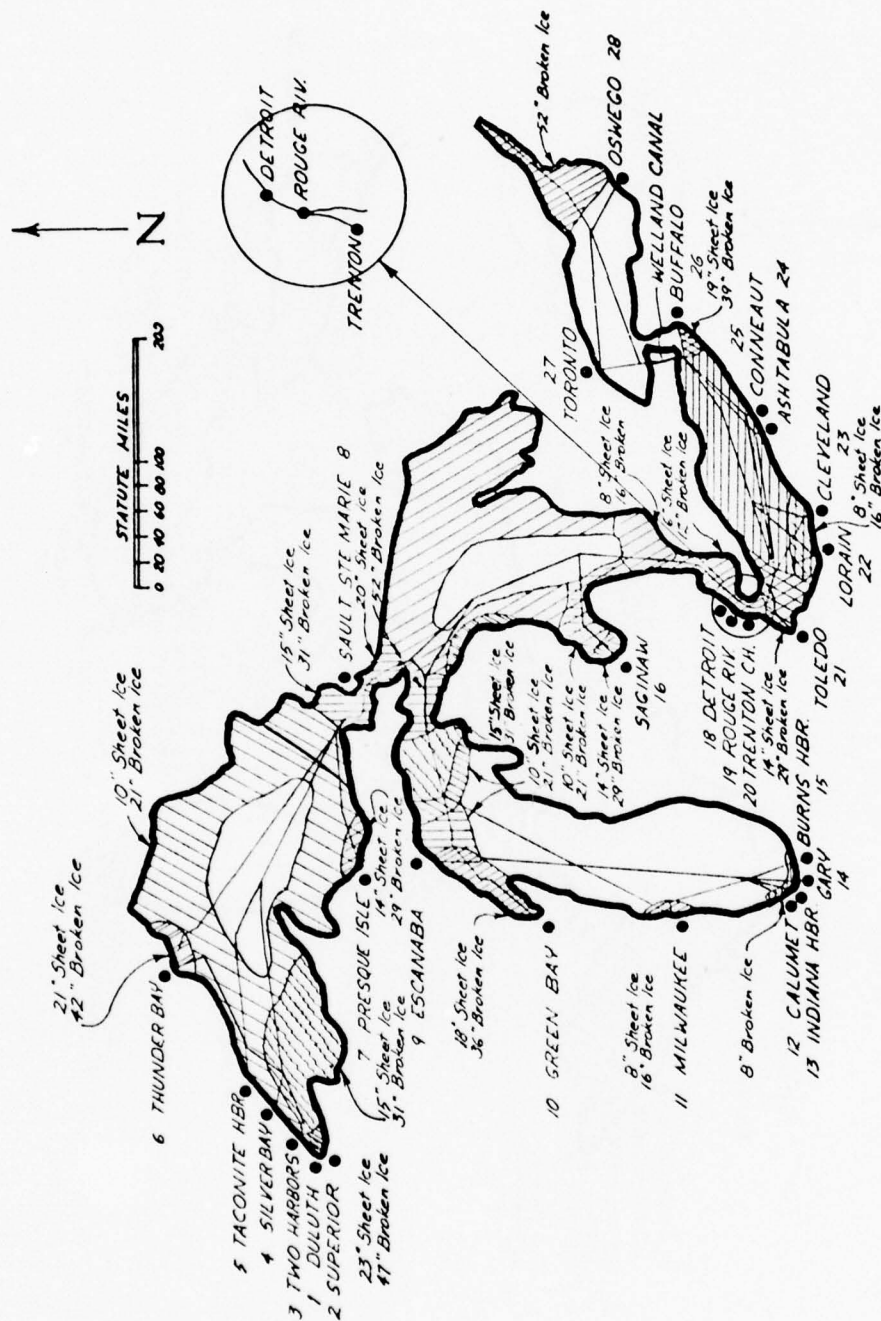 N
STATUTE MILES
0 20 40 60 80 100 200
DETROIT
ROUGE RIV.
TRENTON
21" Sheet Ice
42" Broken Ice
10" Sheet Ice
21" Broken Ice
15" Sheet Ice
31" Broken Ice
SAULT STE MARIE 8
20" Sheet Ice
52" Broken Ice
6 THUNDER BAY
5 TACONITE HBR.
4 SILVER BAY
3 TWO HARBORS
1 DULUTH
2 SUPERIOR
23" Sheet Ice
47" Broken Ice
15" Sheet Ice
31" Broken Ice
7 PRESQUE ISLE
14" Sheet Ice
29" Broken Ice
9 ESCANABA
18" Sheet Ice
36" Broken Ice
10 GREEN BAY
8" Sheet Ice
16" Broken Ice
11 MILWAUKEE
8" Broken Ice
12 CALUMET
13 INDIANA HBR.
GARY
14
BURNS HBR.
15
15" Sheet Ice
31" Broken Ice
10" Sheet Ice
21" Broken Ice
10" Sheet Ice
21" Broken Ice
14" Sheet Ice
29" Broken Ice
SAGINAW
16
8" Sheet Ice
16" Broken
6" Sheet Ice
Broken Ice
18 DETROIT
19 ROUGE RIV.
20 TRENTON CH.
14" Sheet Ice
29" Broken Ice
TOLEDO
21
LORAIN
22
CLEVELAND
23
8" Sheet Ice
16" Broken Ice
ASHTABULA 24
CONNEAUT
25
19" Sheet Ice
39" Broken Ice
26
BUFFALO
WELLAND CANAL
27
TORONTO
OSWEGO 28
52" Broken Ice